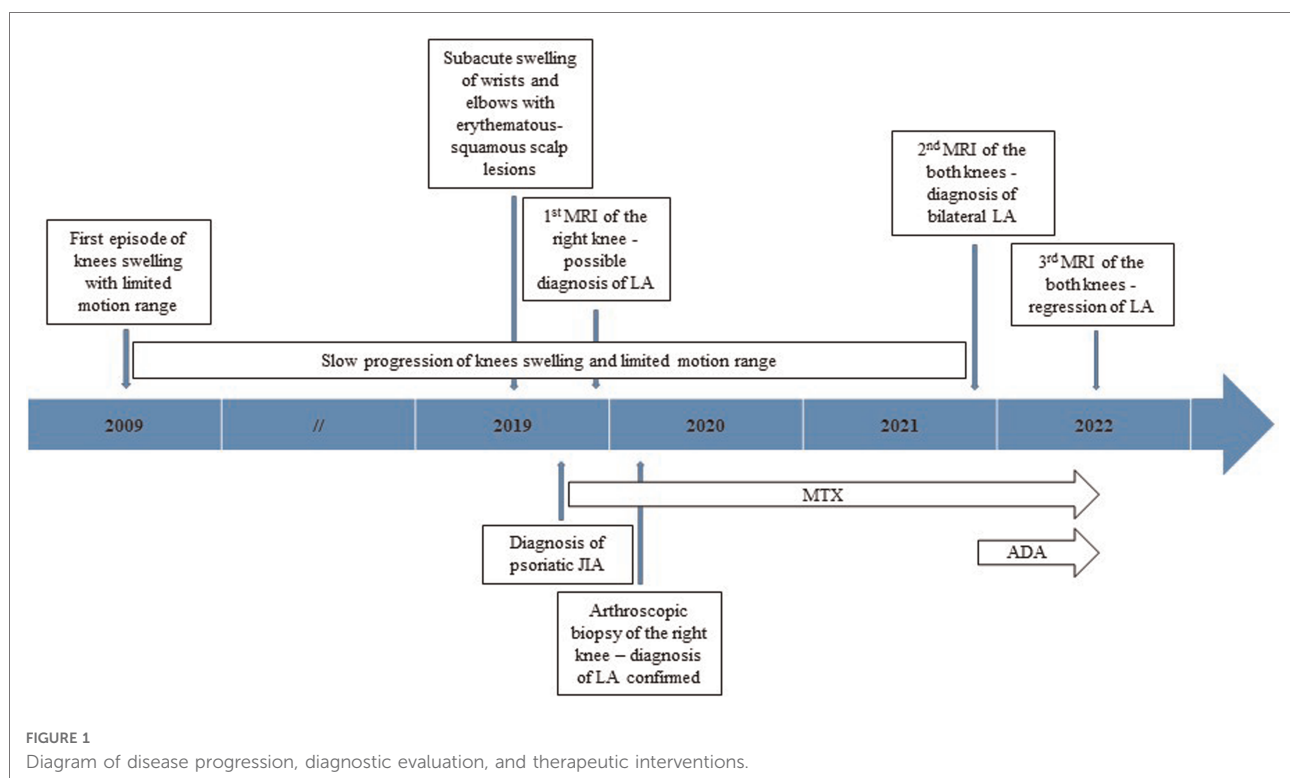 Subacute swelling
of wrists and
elbows with
erythematous-
squamous scalp
lesions
2nd MRI of the
both knees -
diagnosis of
bilateral LA
First episode of
knees swelling
with limited
motion range
1st MRI of the
right knee -
possible
diagnosis of LA
3rd MRI of the
both knees -
regression of LA
Slow progression of knees swelling and limited motion range
2009
//
2019
2020
2021
2022
MTX
Diagnosis of
psoriatic JIA
ADA
Arthroscopic
biopsy of the right
knee – diagnosis
of LA confirmed
FIGURE 1
Diagram of disease progression, diagnostic evaluation, and therapeutic interventions.